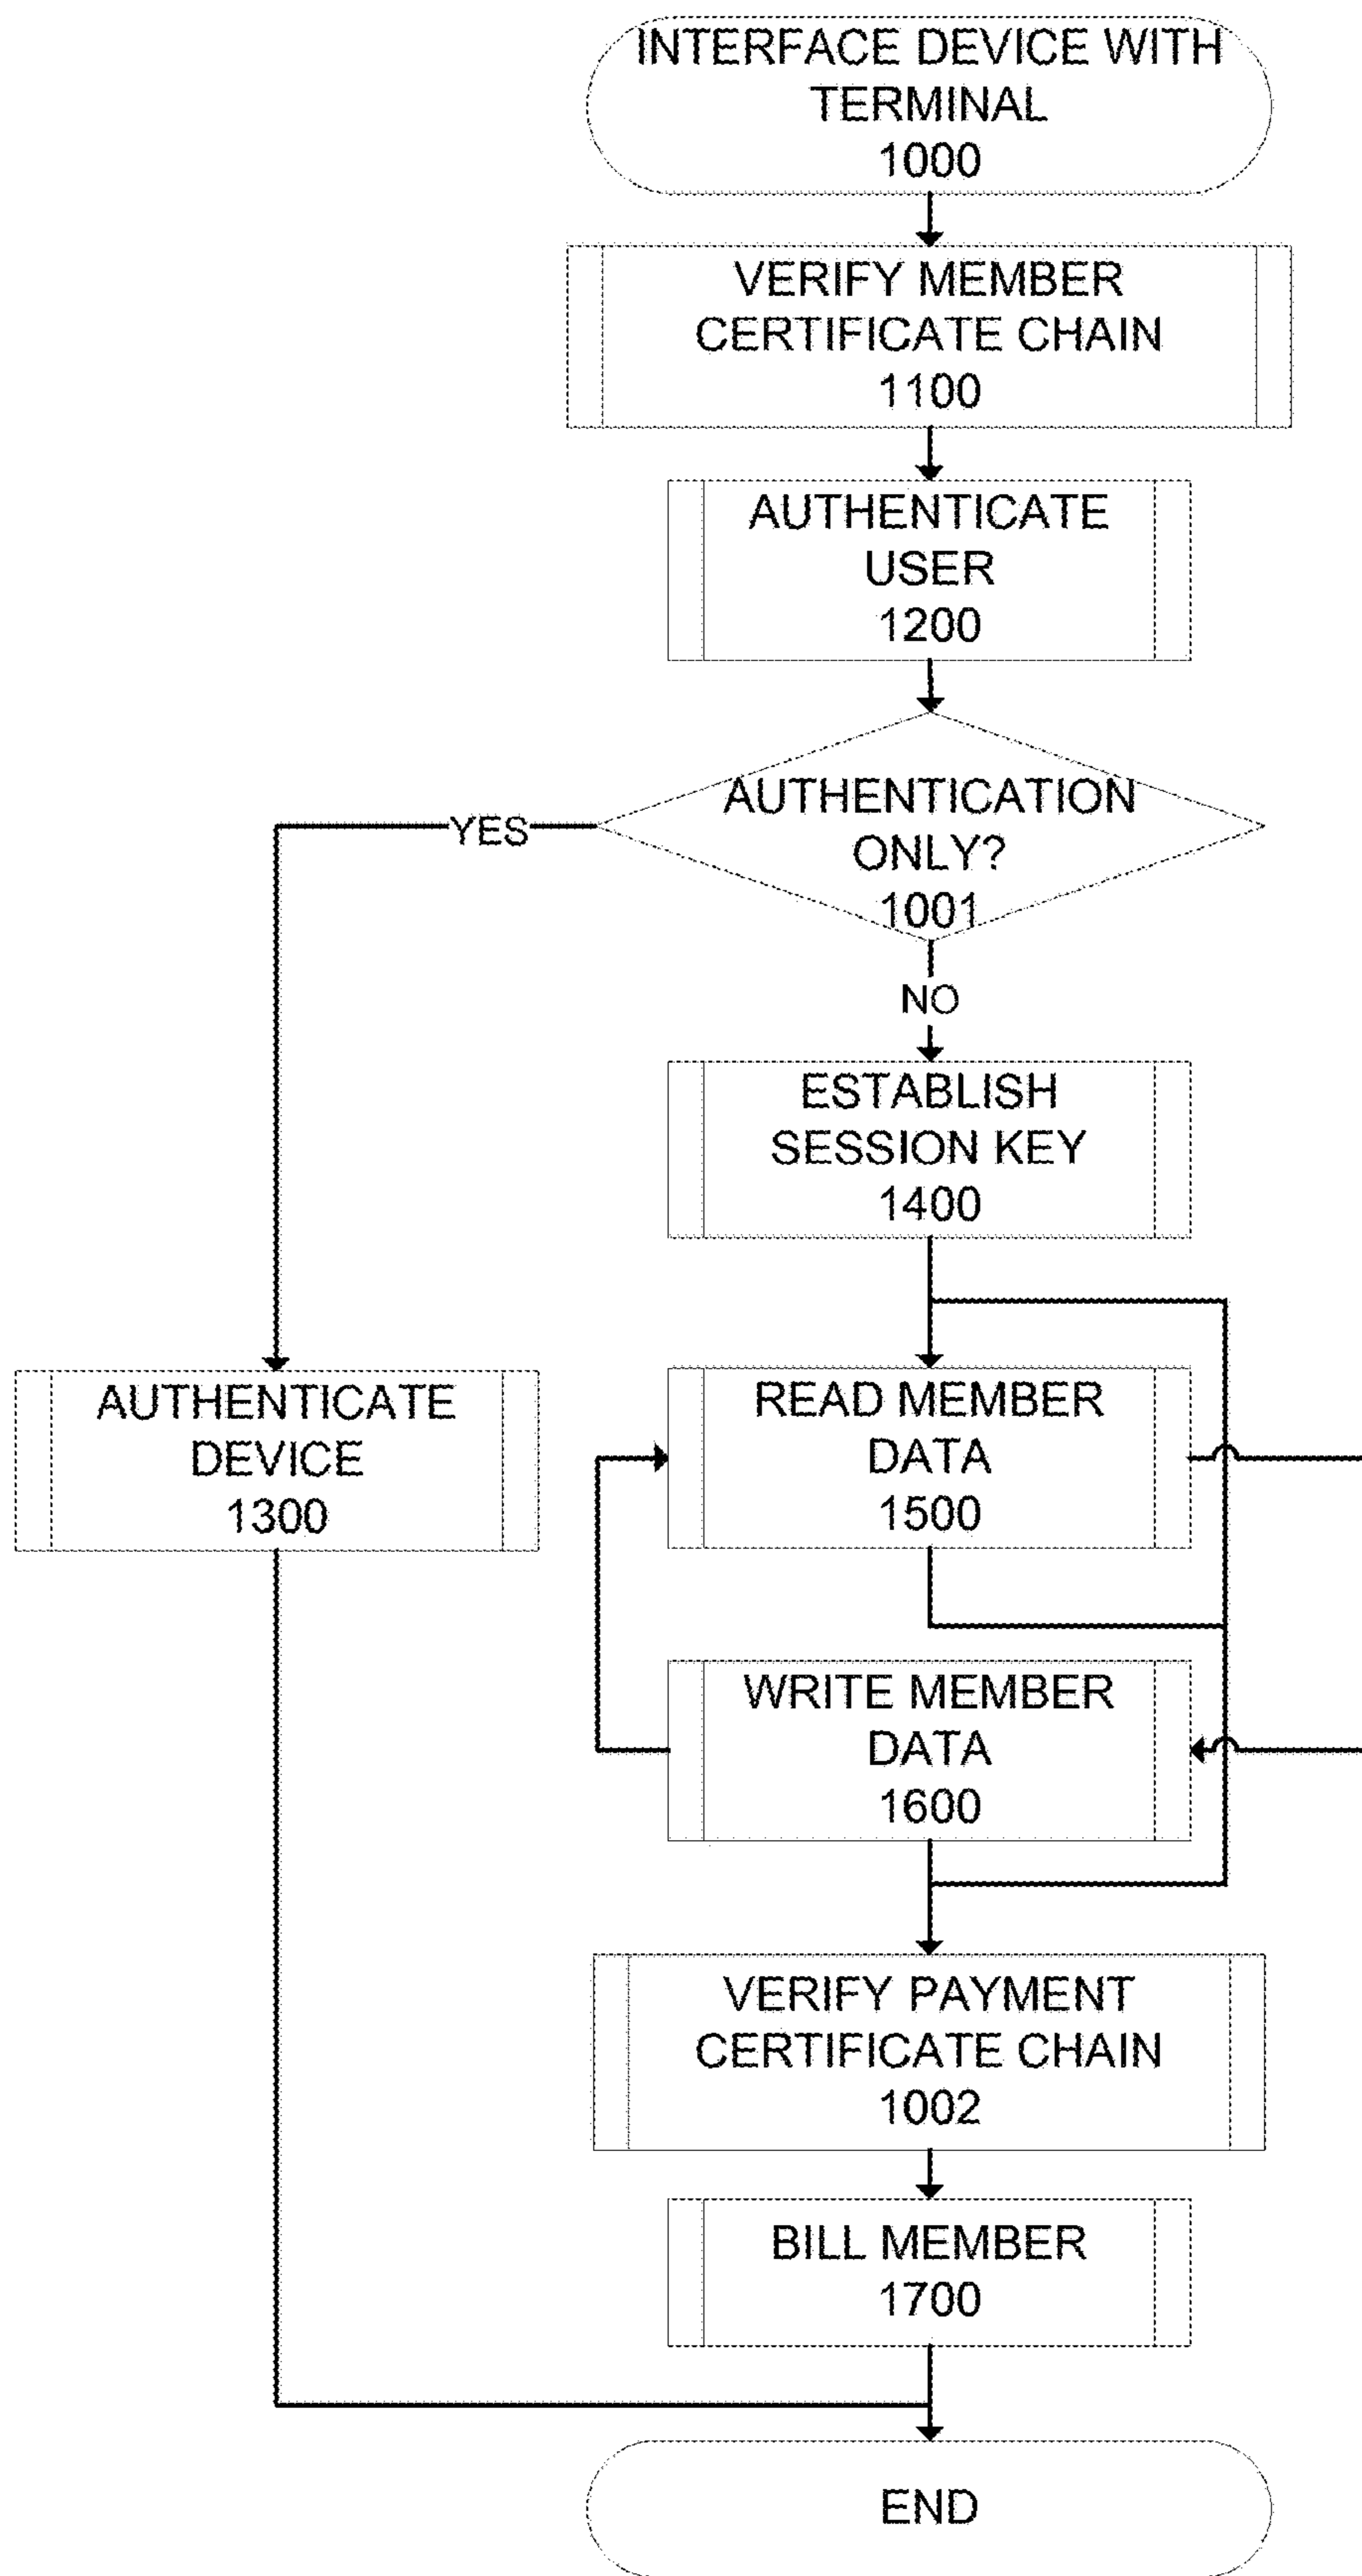 INTERFACE DEVICE WITH
TERMINAL
1000
VERIFY MEMBER
CERTIFICATE CHAIN
1100
AUTHENTICATE
USER
1200
AUTHENTICATION
ONLY?
1001
YES
NO
ESTABLISH
SESSION KEY
1400
AUTHENTICATE
DEVICE
1300
READ MEMBER
DATA
1500
WRITE MEMBER
DATA
1600
VERIFY PAYMENT
CERTIFICATE CHAIN
1002
BILL MEMBER
1700
END